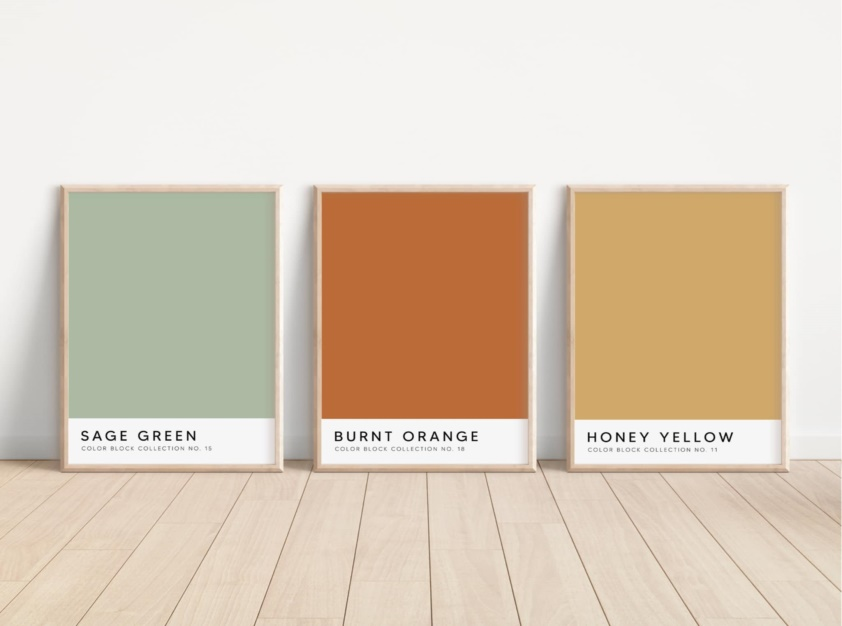 SAGE GREEN
COLOR BLOCK COLLECTION NO. 15
BURNT ORANGE
COLOR BLOCK COLLECTION NO. 18
HONEY YELLOW
COLOR BLOCK COLLECTION NO. 11